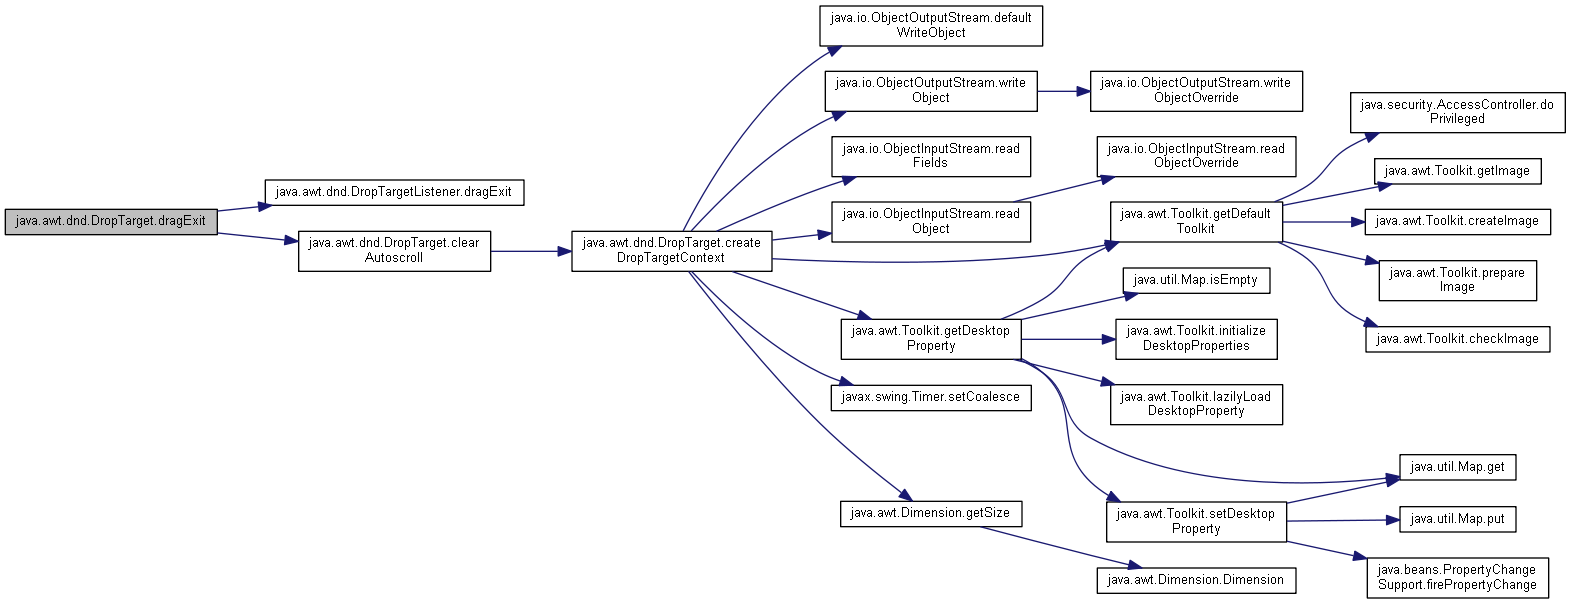 java.awt.dnd.DropTarget.dragExit
java.awt.dnd.DropTargetListener.dragExit
java.awt.dnd.DropTarget.clear
Autoscroll
java.awt.dnd.DropTarget.create
DropTargetContext
java.io.ObjectOutputStream.default
WriteObject
java.io.ObjectOutputStream.write
Object
java.io.ObjectInputStream.read
Fields
java.io.ObjectInputStream.read
Object
java.awt.Toolkit.getDesktop
Property
javax.swing.Timer.setCoalesce
java.awt.Dimension.getSize
java.io.ObjectOutputStream.write
ObjectOverride
java.io.ObjectInputStream.read
ObjectOverride
java.awt.Toolkit.getDefault
Toolkit
java.util.Map.isEmpty
java.awt.Toolkit.initialize
DesktopProperties
java.awt.Toolkit.lazilyLoad
DesktopProperty
java.awt.Toolkit.setDesktop
Property
java.awt.Dimension.Dimension
java.security.AccessController.do
Privileged
java.awt.Toolkit.getImage
java.awt.Toolkit.createImage
java.awt.Toolkit.prepare
Image
java.awt.Toolkit.checkImage
java.util.Map.get
java.util.Map.put
java.beans.PropertyChange
Support.firePropertyChange